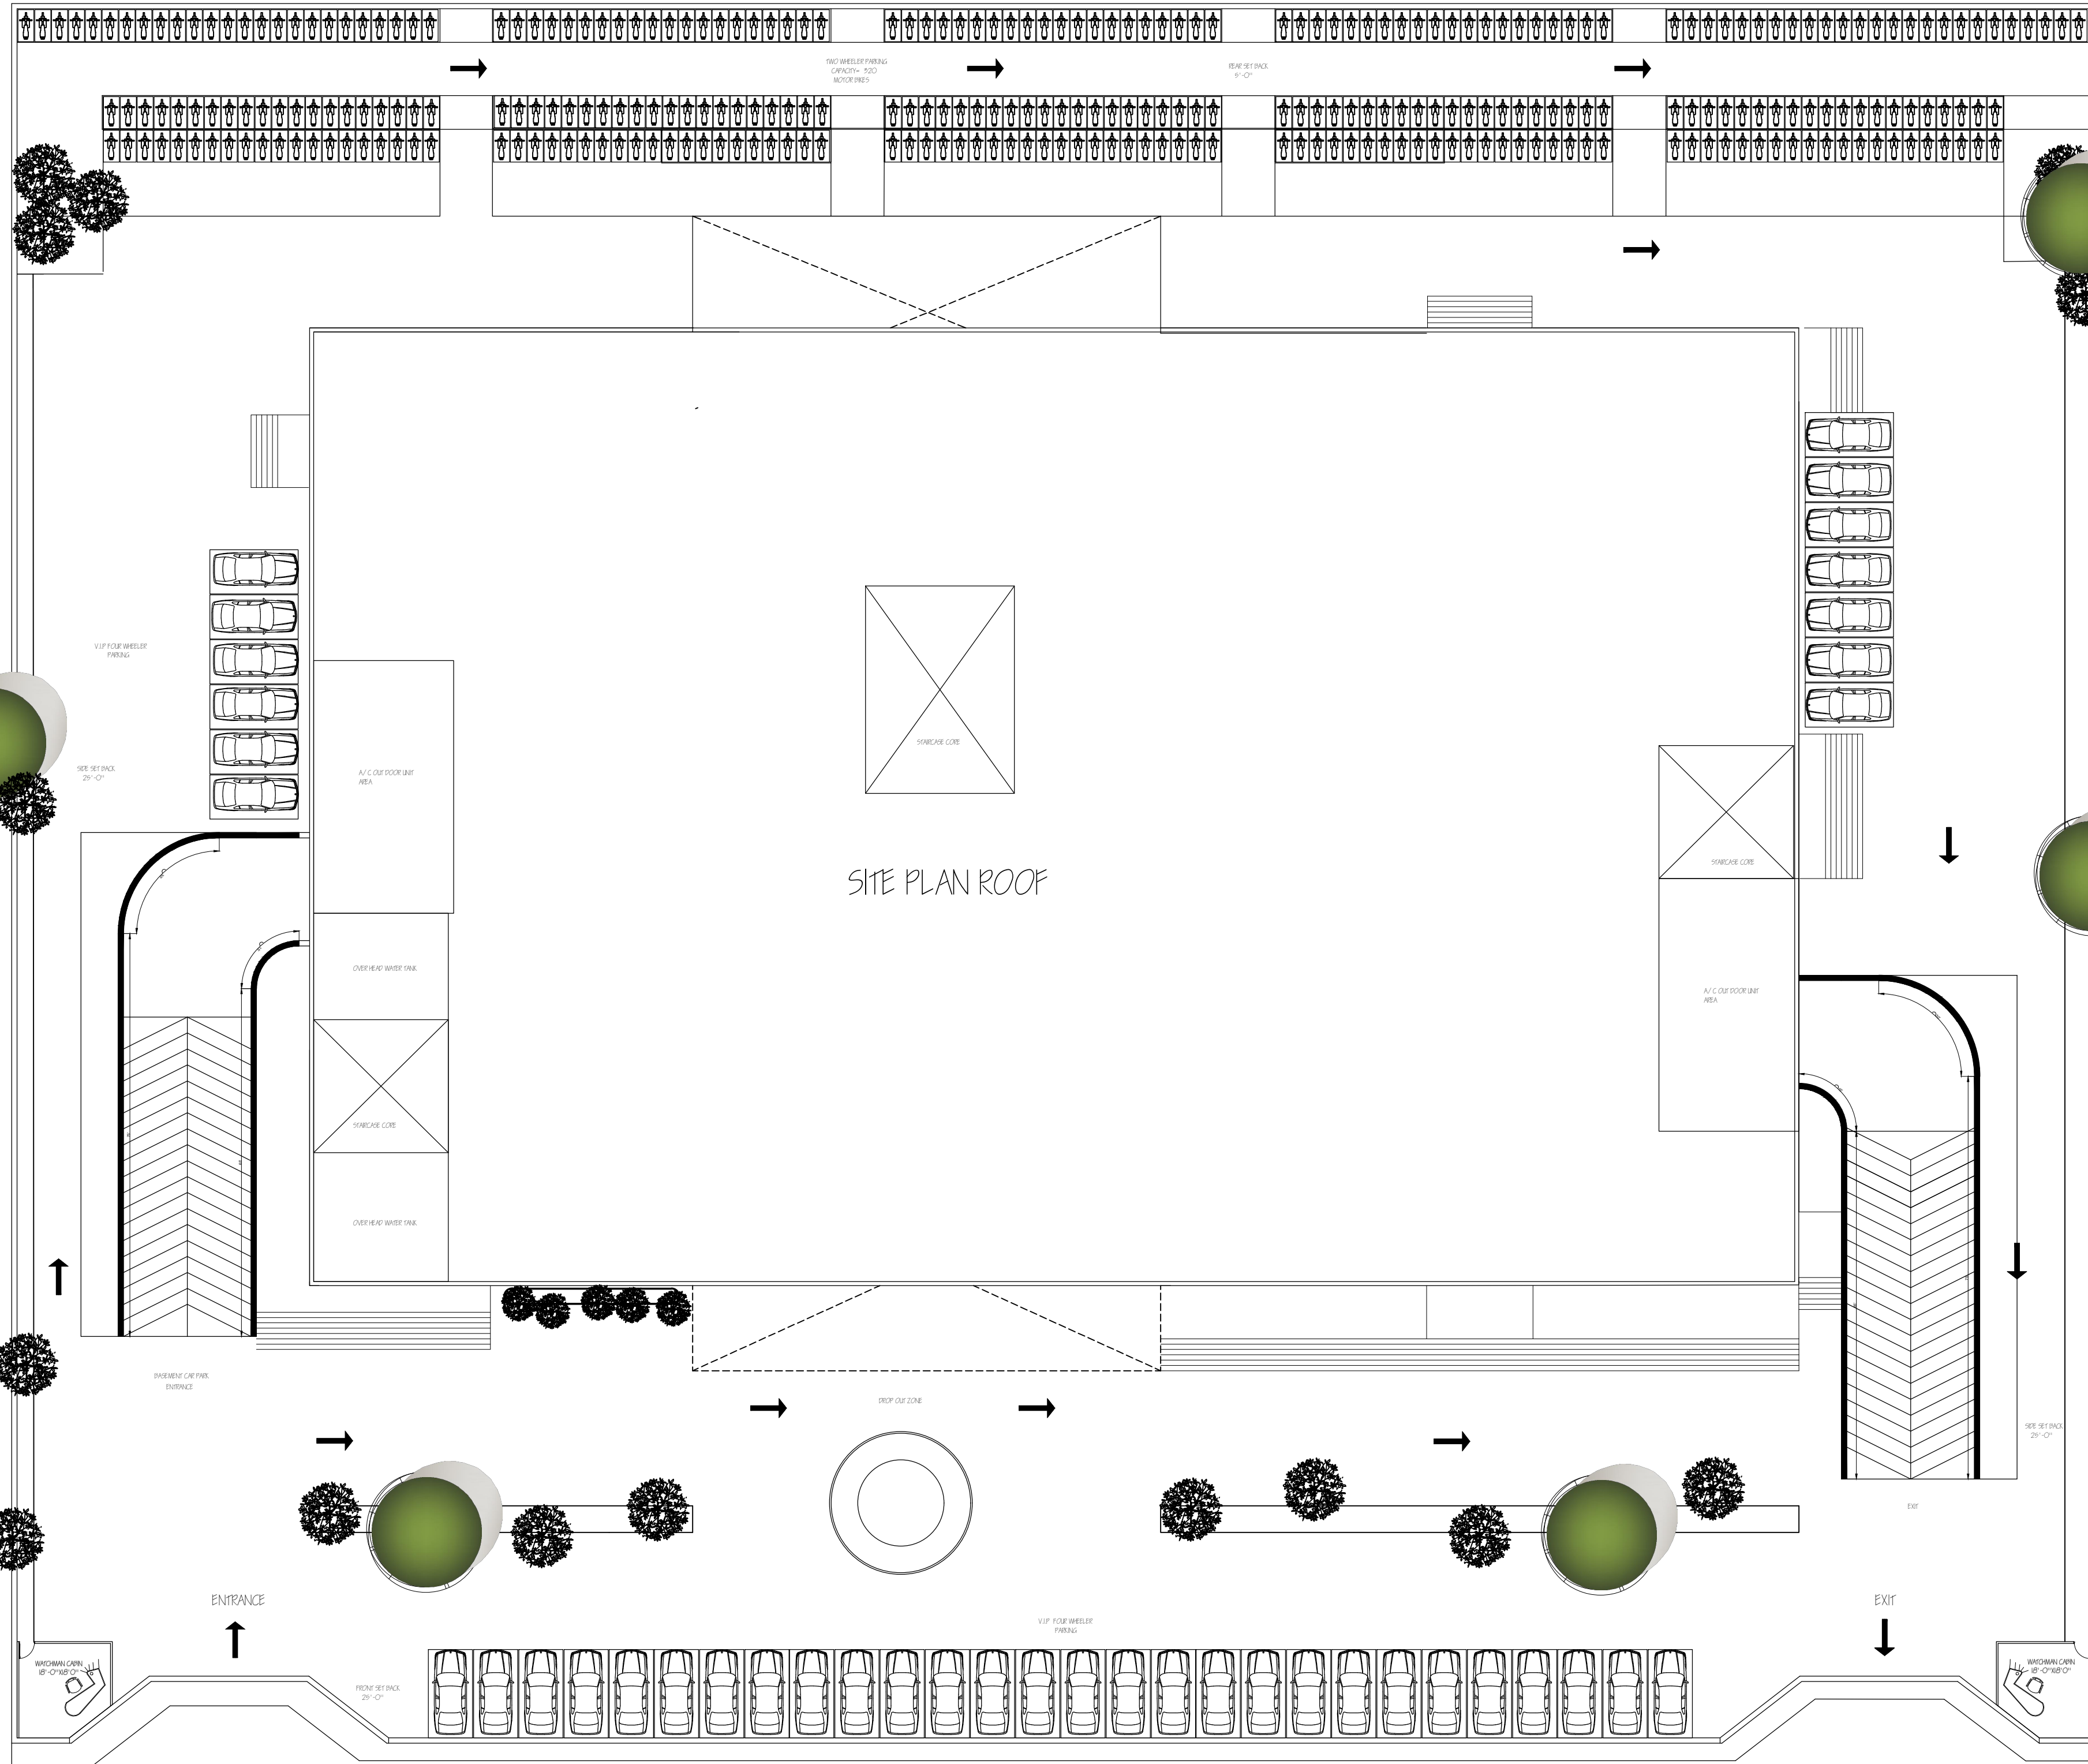 TWO WHEELER PARKING
CAPACITY= 320
MOTOR BIKES
REAR SET BACK
5'-0"
V.I.P FOUR WHEELER
PARKING
SIDE SET BACK
25'-0"
A/C OUT DOOR UNIT
AREA
STAIRCASE CORE
STAIRCASE CORE
SITE PLAN ROOF
OVER HEAD WATER TANK
A/C OUT DOOR UNIT
AREA
STAIRCASE CORE
OVER HEAD WATER TANK
BASEMENT CAR PARK
ENTRANCE
DROP OUT ZONE
SIDE SET BACK
25'-0"
EXIT
ENTRANCE
EXIT
V.I.P FOUR WHEELER
PARKING
WATCHMAN CABIN
FRONT SET BACK
25'-0"
WATCHMAN CABIN